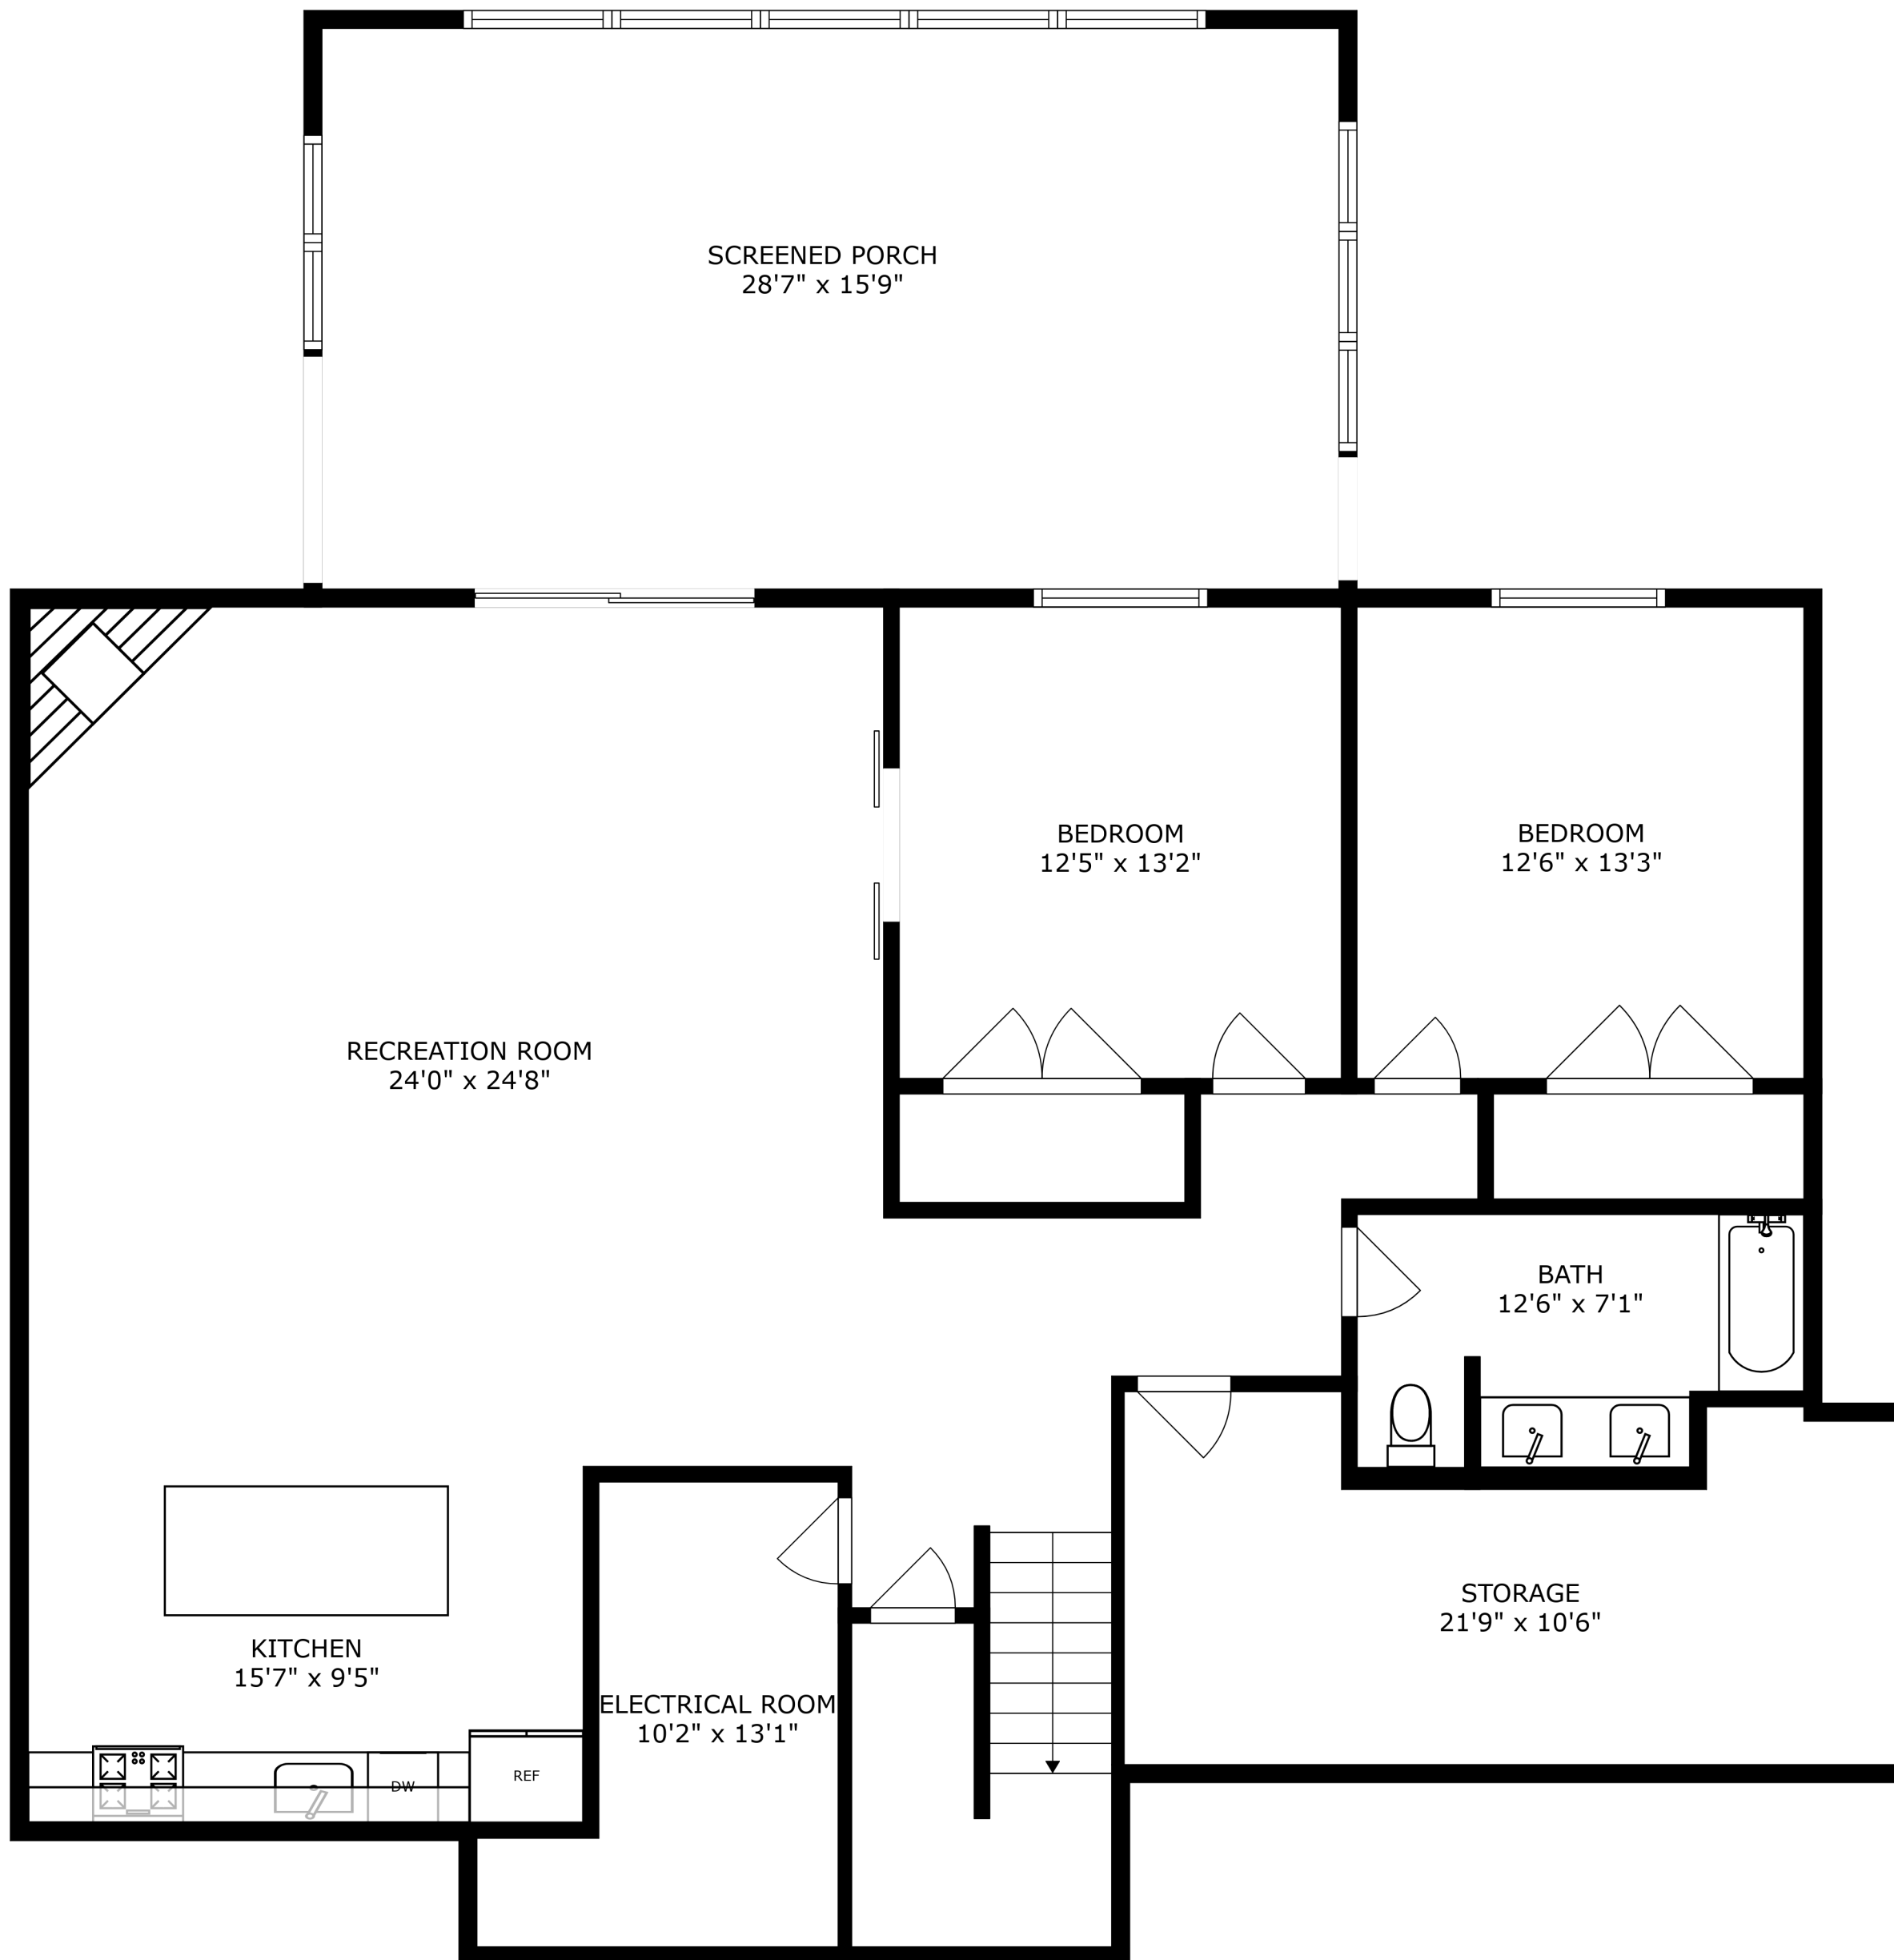 SCREENED PORCH
28'7" x 15'9"
BEDROOM
12'5" x 13'2"
BEDROOM
12'6" x 13'3"
RECREATION ROOM
24'0" x 24'8"
BATH
12'6" x 7'1"
STORAGE
21'9" x 10'6"
KITCHEN
15'7" x 9'5"
ELECTRICAL ROOM
10'2" x 13'1"
REF
DW